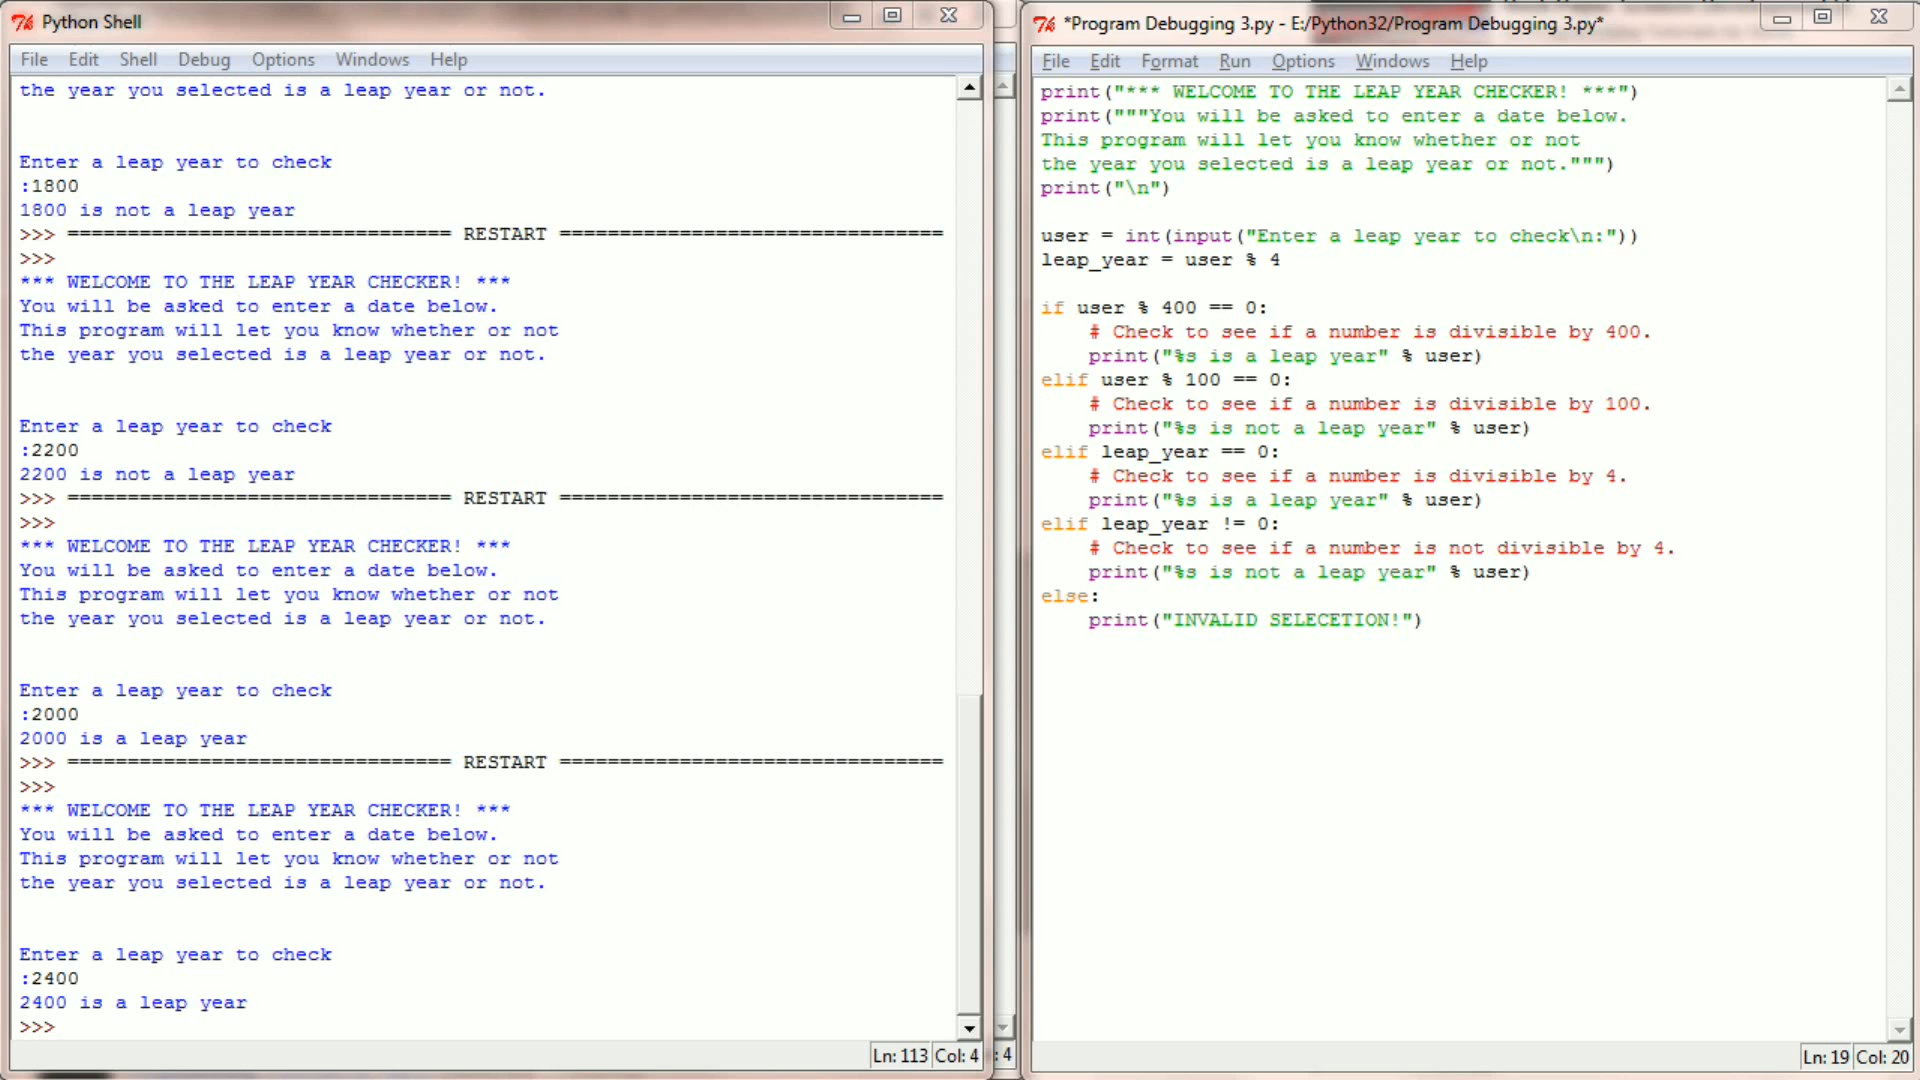 Python Shell
File Edit Shell Debug Options Windows Help
the year you selected is a leap year or not.
Enter a leap year to check
:1800
1800 is not a leap year
>>> ================================ RESTART ================================
>>>
*** WELCOME TO THE LEAP YEAR CHECKER! ***
You will be asked to enter a date below.
This program will let you know whether or not
the year you selected is a leap year or not.
Enter a leap year to check
:2200
2200 is not a leap year
>>> ================================ RESTART ================================
>>>
*** WELCOME TO THE LEAP YEAR CHECKER! ***
You will be asked to enter a date below.
This program will let you know whether or not
the year you selected is a leap year or not.
Enter a leap year to check
:2000
2000 is a leap year
>>> ================================ RESTART ================================
>>>
*** WELCOME TO THE LEAP YEAR CHECKER! ***
You will be asked to enter a date below.
This program will let you know whether or not
the year you selected is a leap year or not.
Enter a leap year to check
:2400
2400 is a leap year
>>>
Ln: 113 Col: 4
: 4
*Program Debugging 3.py - E:/Python32/Program Debugging 3.py*
File Edit Format Run Options Windows Help
print("*** WELCOME TO THE LEAP YEAR CHECKER! ***")
print("""You will be asked to enter a date below.
This program will let you know whether or not
the year you selected is a leap year or not.""")
print("\n")
user = int(input("Enter a leap year to check\n:"))
leap_year = user % 4
if user % 400 == 0:
    # Check to see if a number is divisible by 400.
    print("%s is a leap year" % user)
elif user % 100 == 0:
    # Check to see if a number is divisible by 100.
    print("%s is not a leap year" % user)
elif leap_year == 0:
    # Check to see if a number is divisible by 4.
    print("%s is a leap year" % user)
elif leap_year != 0:
    # Check to see if a number is not divisible by 4.
    print("%s is not a leap year" % user)
else:
    print("INVALID SELECETION!")
Ln: 19 Col: 20